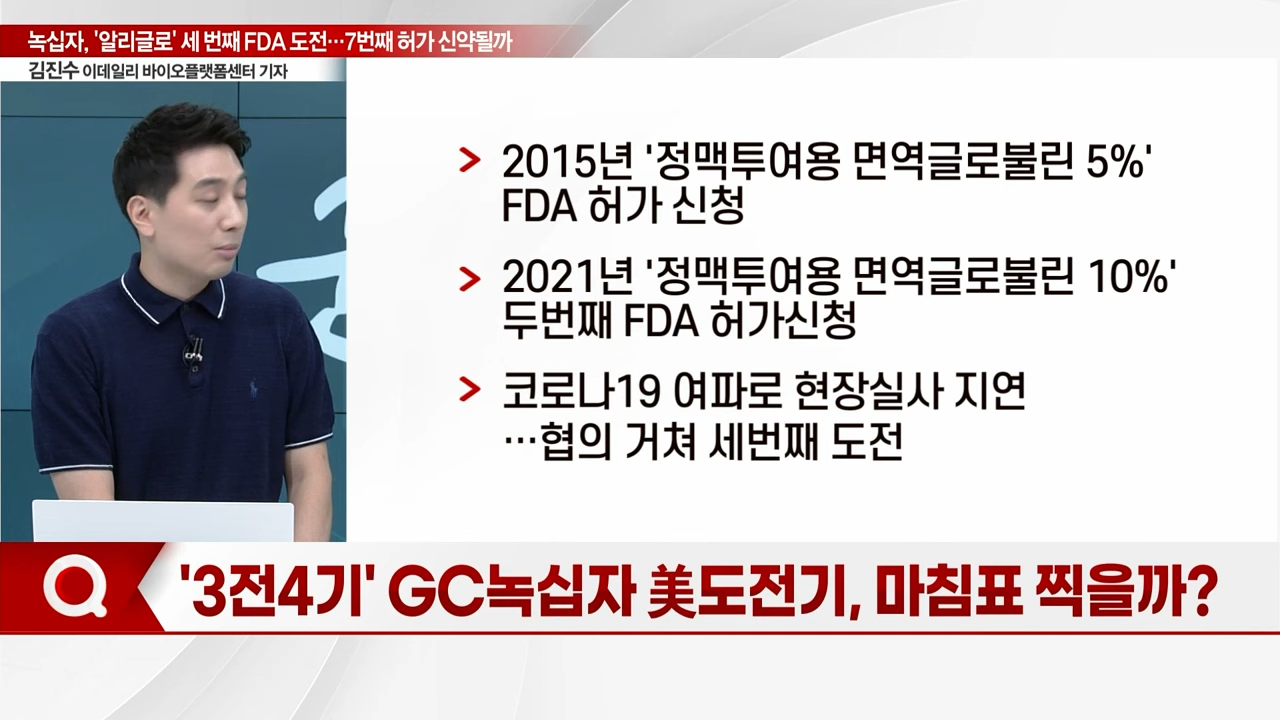 녹십자, '알리글로' 세 번째 FDA 도전…7번째 허가 신약될까
김진수 이데일리 바이오플랫폼센터 기자
> 2015년 '정맥투여용 면역글로불린 5%'
FDA 허가 신청
> 2021년 '정맥투여용 면역글로불린 10%'
두번째 FDA 허가신청
> 코로나19 여파로 현장실사 지연
…협의 거쳐 세번째 도전
'3전4기' GC녹십자 美도전기, 마침표 찍을까?